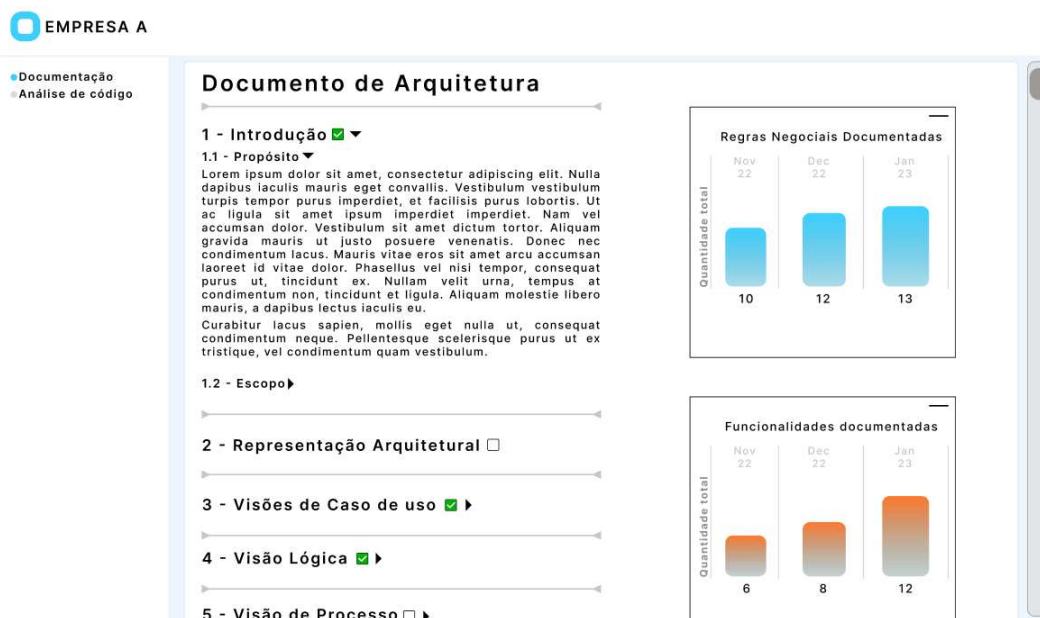 EMPRESA A
Documentação
Análise de código
Documento de Arquitetura
1 - Introdução
1.1 - Propósito
Lorem ipsum dolor sit amet, consectetur adipiscing elit. Nulla
dapibus iaculis mauris eget convallis. Vestibulum vestibulum
turpis tempor purus imperdiet, et facilisis purus lobortis. Ut
ac ligula sit amet ipsum imperdiet imperdiet. Nam vel
accumsan dolor. Vestibulum sit amet dictum tortor. Aliquam
gravida mauris ut justo posuere venenatis. Donec nec
condimentum lacus. Mauris vitae eros sit amet arcu accumsan
laoreet id vitae dolor. Phasellus vel nisi tempor, consequat
purus ut, tincidunt ex. Nullam velit urna, tempus at
condimentum non, tincidunt et ligula. Aliquam molestie libero
mauris, a dapibus lectus iaculis eu.
Curabitur lacus sapien, mollis eget nulla ut, consequat
condimentum neque. Pellentesque scelerisque purus ut ex
tristique, vel condimentum quam vestibulum.
1.2 - Escopo
2 - Representação Arquitetural
3 - Visões de Caso de uso
4 - Visão Lógica
5 - Visão de Processo
Regras Negociais Documentadas
Nov Dec Jan
22 22 23
Quantidade total
10 12 13
Funcionalidades documentadas
Nov Dec Jan
22 22 23
Quantidade total
6 8 12